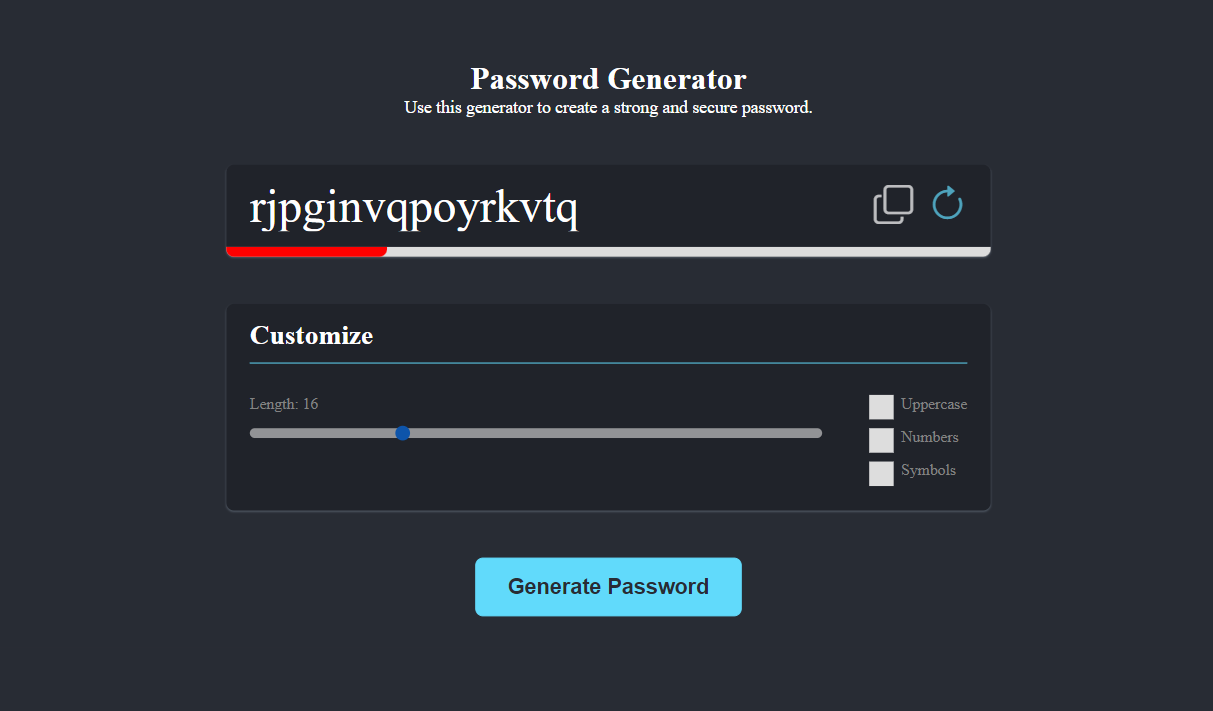 Password Generator
Use this generator to create a strong and secure password.
rjpginvqpoyrkvtq
Customize
Length: 16
Uppercase
Numbers
Symbols
Generate Password